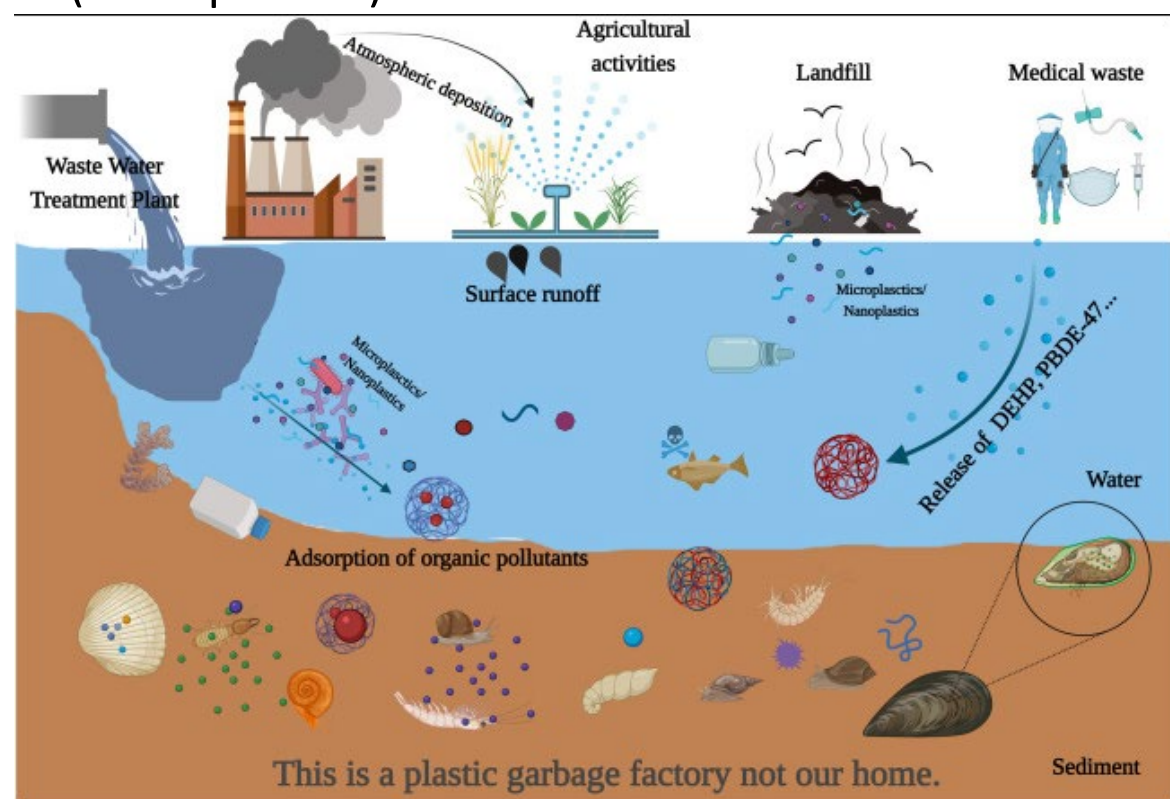 Agricultural
activities
Atmospheric deposition
Landfill
Medical waste
Waste Water
Treatment Plant
Surface runoff
Microplasctics/
Nanoplastics
Microplasctics/
Nanoplastics
Release of DEHP, PBDE-47...
Water
Adsorption of organic pollutants
This is a plastic garbage factory not our home.
Sediment